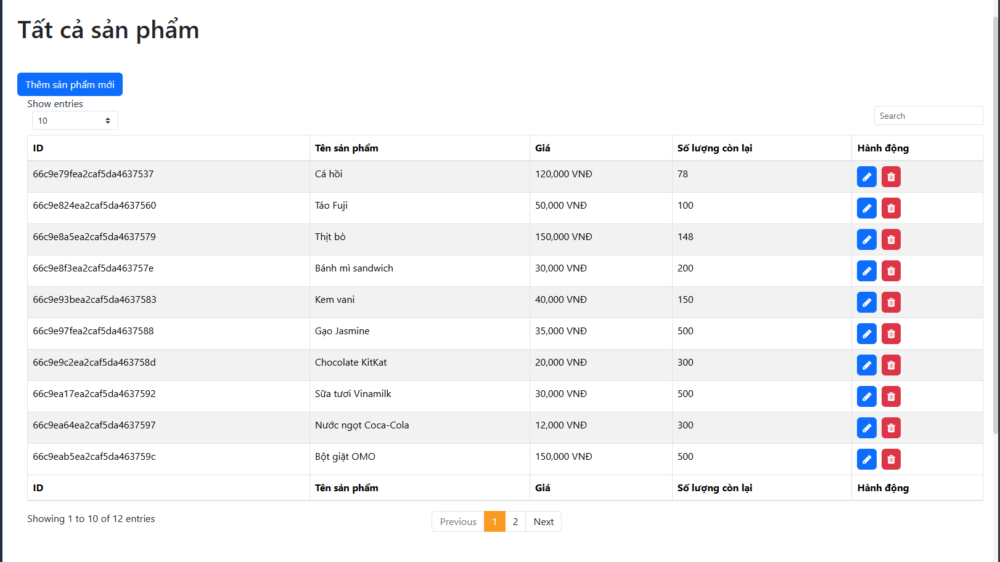 Tất cả sản phẩm
Thêm sản phẩm mới
Show entries
10
Search
ID Tên sản phẩm Giá Số lượng còn lại Hành động
66c9e79fea2caf5da4637537 Cá hồi 120,000 VNĐ 78
66c9e824ea2caf5da4637560 Táo Fuji 50,000 VNĐ 100
66c9e8a5ea2caf5da4637579 Thịt bò 150,000 VNĐ 148
66c9e8f3ea2caf5da463757e Bánh mì sandwich 30,000 VNĐ 200
66c9e93bea2caf5da4637583 Kem vani 40,000 VNĐ 150
66c9e97fea2caf5da4637588 Gạo Jasmine 35,000 VNĐ 500
66c9e9c2ea2caf5da463758d Chocolate KitKat 20,000 VNĐ 300
66c9ea17ea2caf5da4637592 Sữa tươi Vinamilk 30,000 VNĐ 500
66c9ea64ea2caf5da4637597 Nước ngọt Coca-Cola 12,000 VNĐ 300
66c9eab5ea2caf5da463759c Bột giặt OMO 150,000 VNĐ 500
ID Tên sản phẩm Giá Số lượng còn lại Hành động
Showing 1 to 10 of 12 entries
Previous 1 2 Next